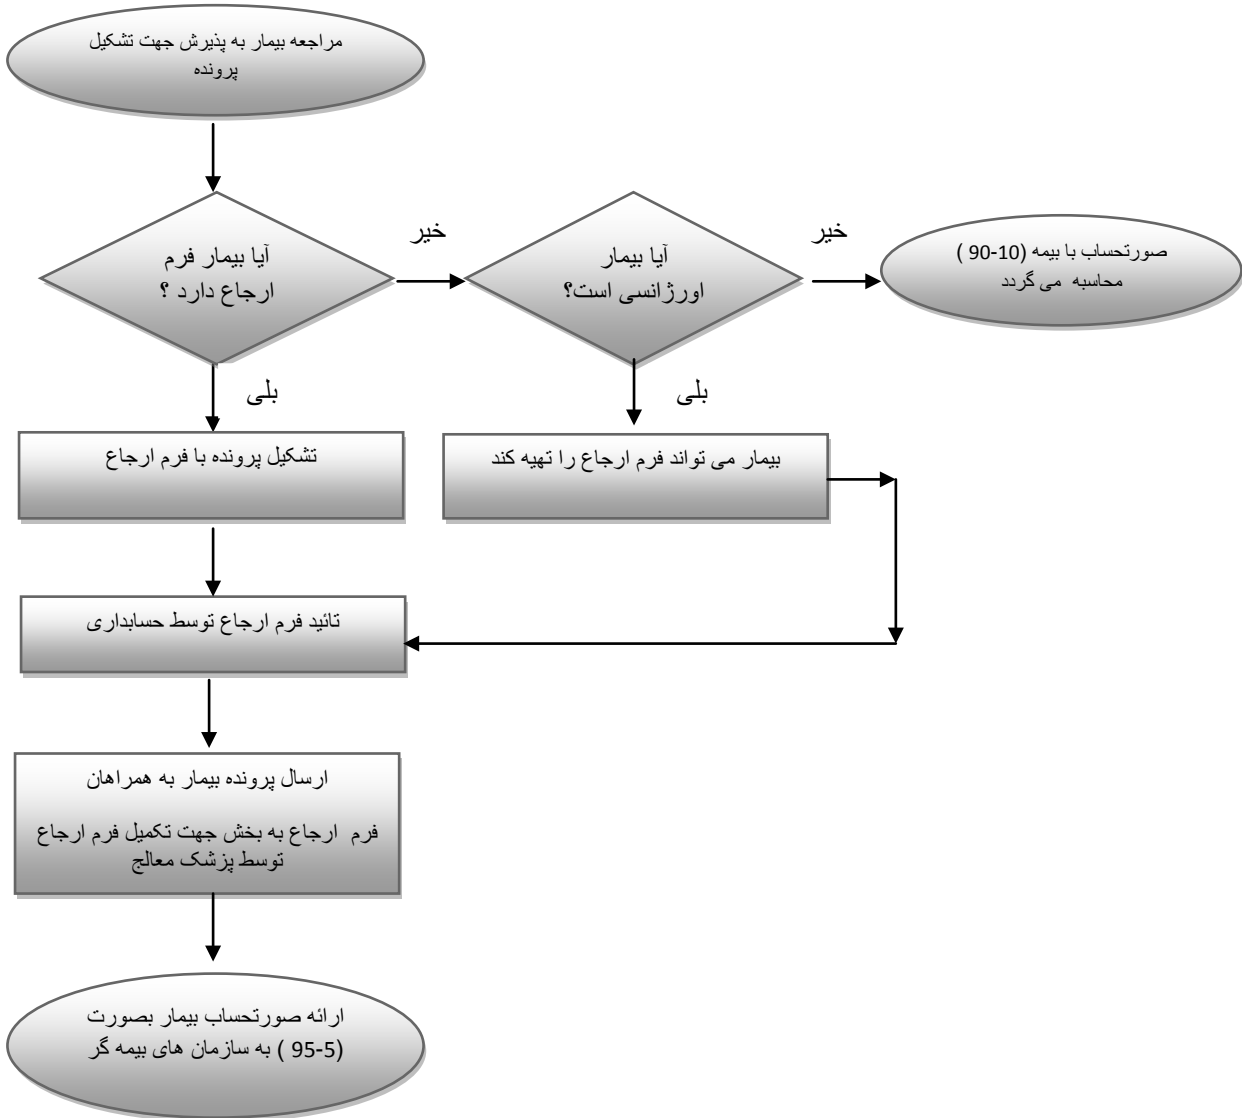 مراجعه بیمار به پذیرش جهت تشکیل
پرونده
آیا بیمار فرم
ارجاع دارد ؟
خیر
آیا بیمار
اورژانسی است؟
خیر
صورتحساب با بیمه (10-90 )
محاسبه می گردد
بلی
بلی
تشکیل پرونده با فرم ارجاع
بیمار می تواند فرم ارجاع را تهیه کند
تائید فرم ارجاع توسط حسابداری
ارسال پرونده بیمار به همراهان
فرم ارجاع به بخش جهت تکمیل فرم ارجاع
توسط پزشک معالج
ارائه صورتحساب بیمار بصورت
(5-95 ) به سازمان های بیمه گر